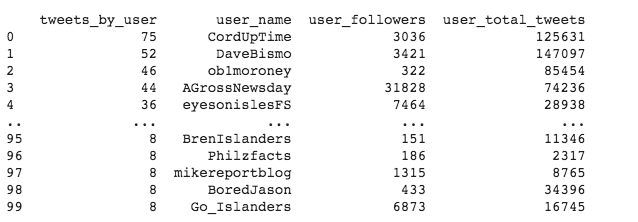 tweets_by_user user_name user_followers user_total_tweets
0 75 CordUpTime 3036 125631
1 52 DaveBismo 3421 147097
2 46 ob1moroney 322 85454
3 44 AGrossNewsday 31828 74236
4 36 eyesonislesFS 7464 28938
.. ... ... ... ...
95 8 BrenIslanders 151 11346
96 8 Philzfacts 186 2317
97 8 mikereportblog 1315 8765
98 8 BoredJason 433 34396
99 8 Go_Islanders 6873 16745